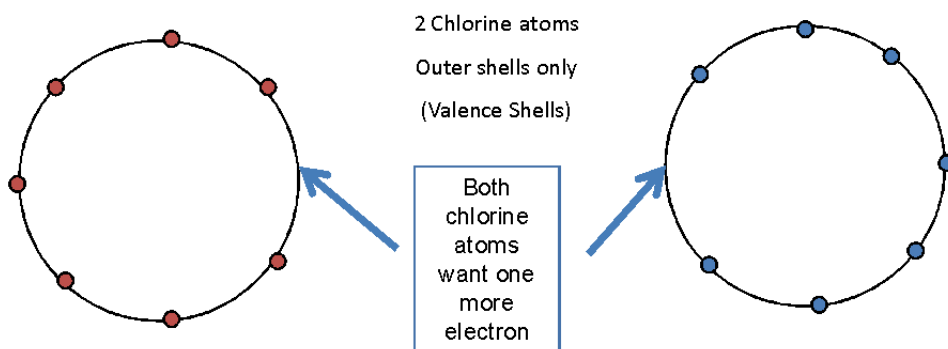 2 Chlorine atoms
Outer shells only
(Valence Shells)
Both
chlorine
atoms
want one
more
electron